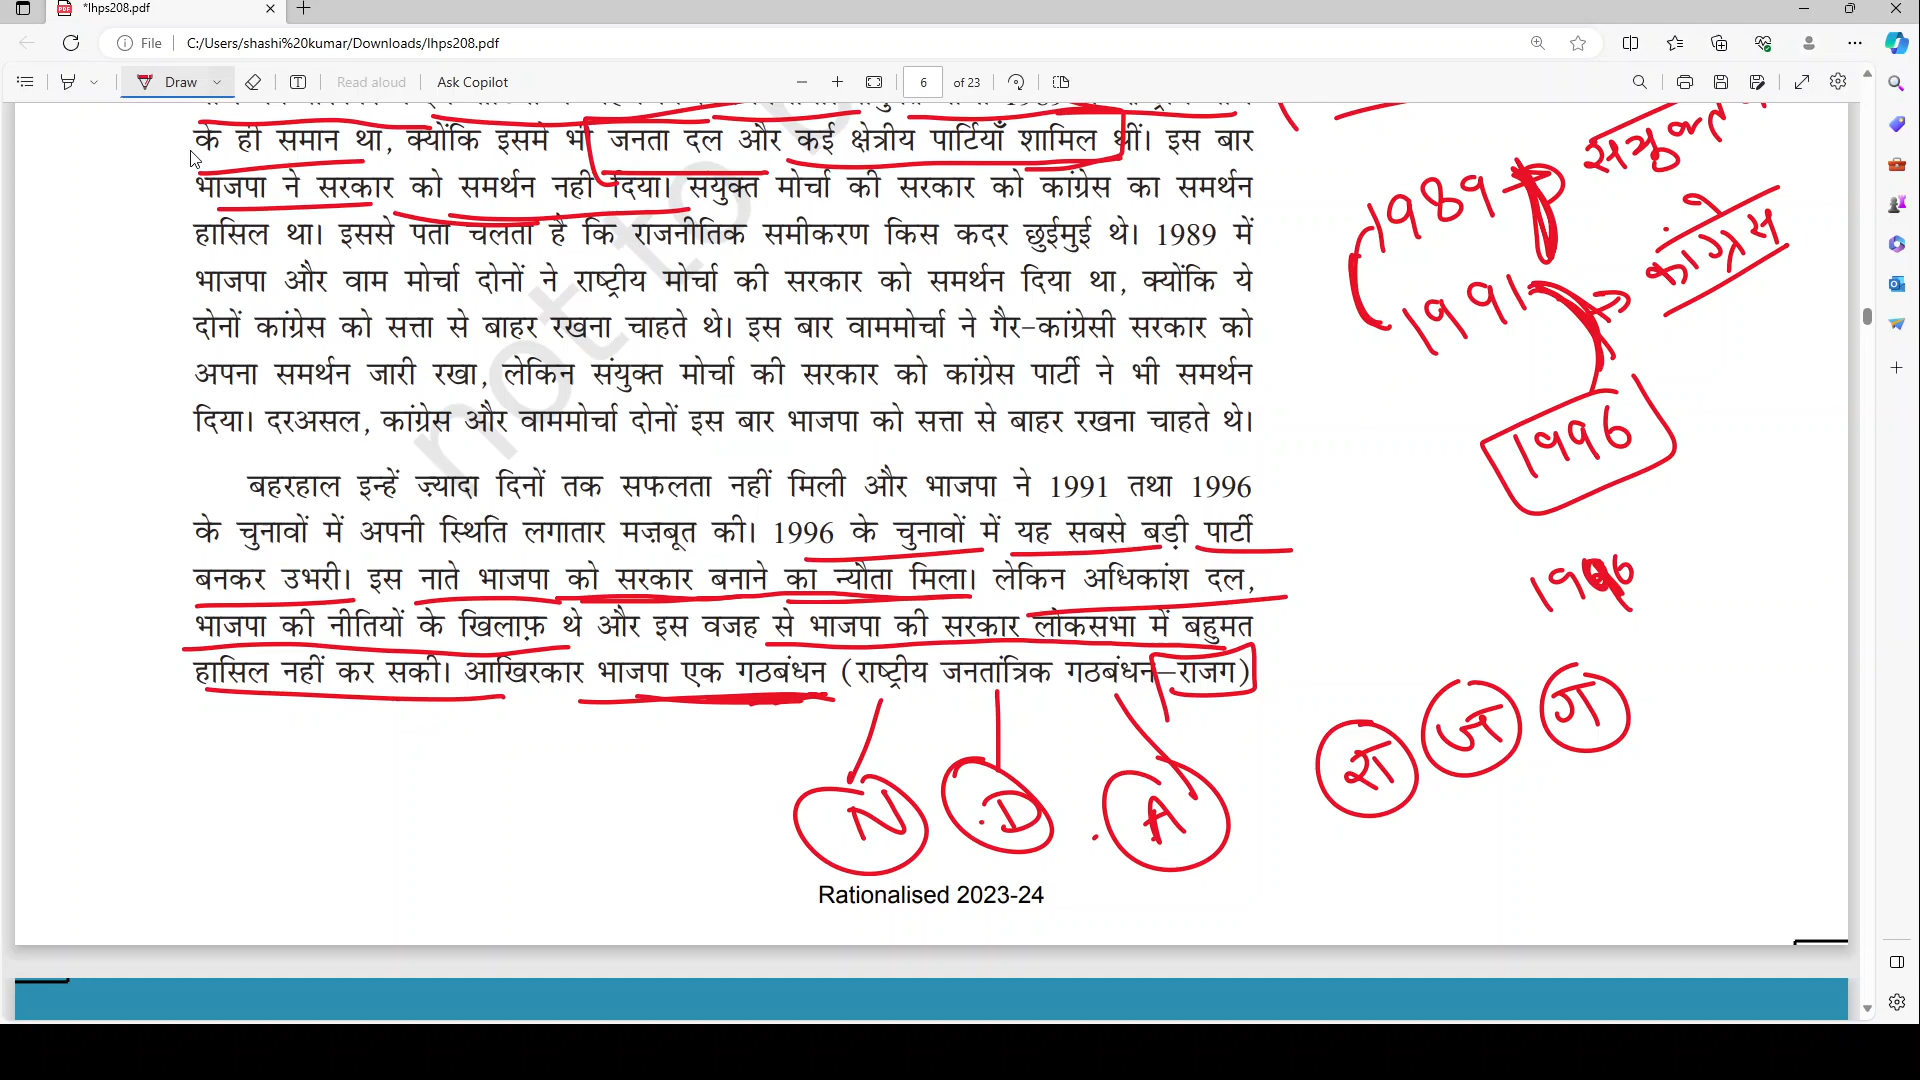 *lhps208.pdf
File C:/Users/shashi%20kumar/Downloads/lhps208.pdf
Draw Read aloud Ask Copilot 6 of 23
के ही समान था, क्योंकि इसमें भी जनता दल और कई क्षेत्रीय पार्टियाँ शामिल थीं। इस बार
भाजपा ने सरकार को समर्थन नहीं दिया। संयुक्त मोर्चा की सरकार को कांग्रेस का समर्थन
हासिल था। इससे पता चलता है कि राजनीतिक समीकरण किस कदर छुईमुई थे। 1989 में
भाजपा और वाम मोर्चा दोनों ने राष्ट्रीय मोर्चा की सरकार को समर्थन दिया था, क्योंकि ये
दोनों कांग्रेस को सत्ता से बाहर रखना चाहते थे। इस बार वाममोर्चा ने गैर-कांग्रेसी सरकार को
अपना समर्थन जारी रखा, लेकिन संयुक्त मोर्चा की सरकार को कांग्रेस पार्टी ने भी समर्थन
दिया। दरअसल, कांग्रेस और वाममोर्चा दोनों इस बार भाजपा को सत्ता से बाहर रखना चाहते थे।
बहरहाल इन्हें ज़्यादा दिनों तक सफलता नहीं मिली और भाजपा ने 1991 तथा 1996
के चुनावों में अपनी स्थिति लगातार मज़बूत की। 1996 के चुनावों में यह सबसे बड़ी पार्टी
बनकर उभरी। इस नाते भाजपा को सरकार बनाने का न्यौता मिला। लेकिन अधिकांश दल,
भाजपा की नीतियों के खिलाफ़ थे और इस वजह से भाजपा की सरकार लोकसभा में बहुमत
हासिल नहीं कर सकी। आखिरकार भाजपा एक गठबंधन (राष्ट्रीय जनतांत्रिक गठबंधन–राजग)
not to
1989
1991
कांग्रेस
1996
1996
रा ज ग
N D A
Rationalised 2023-24